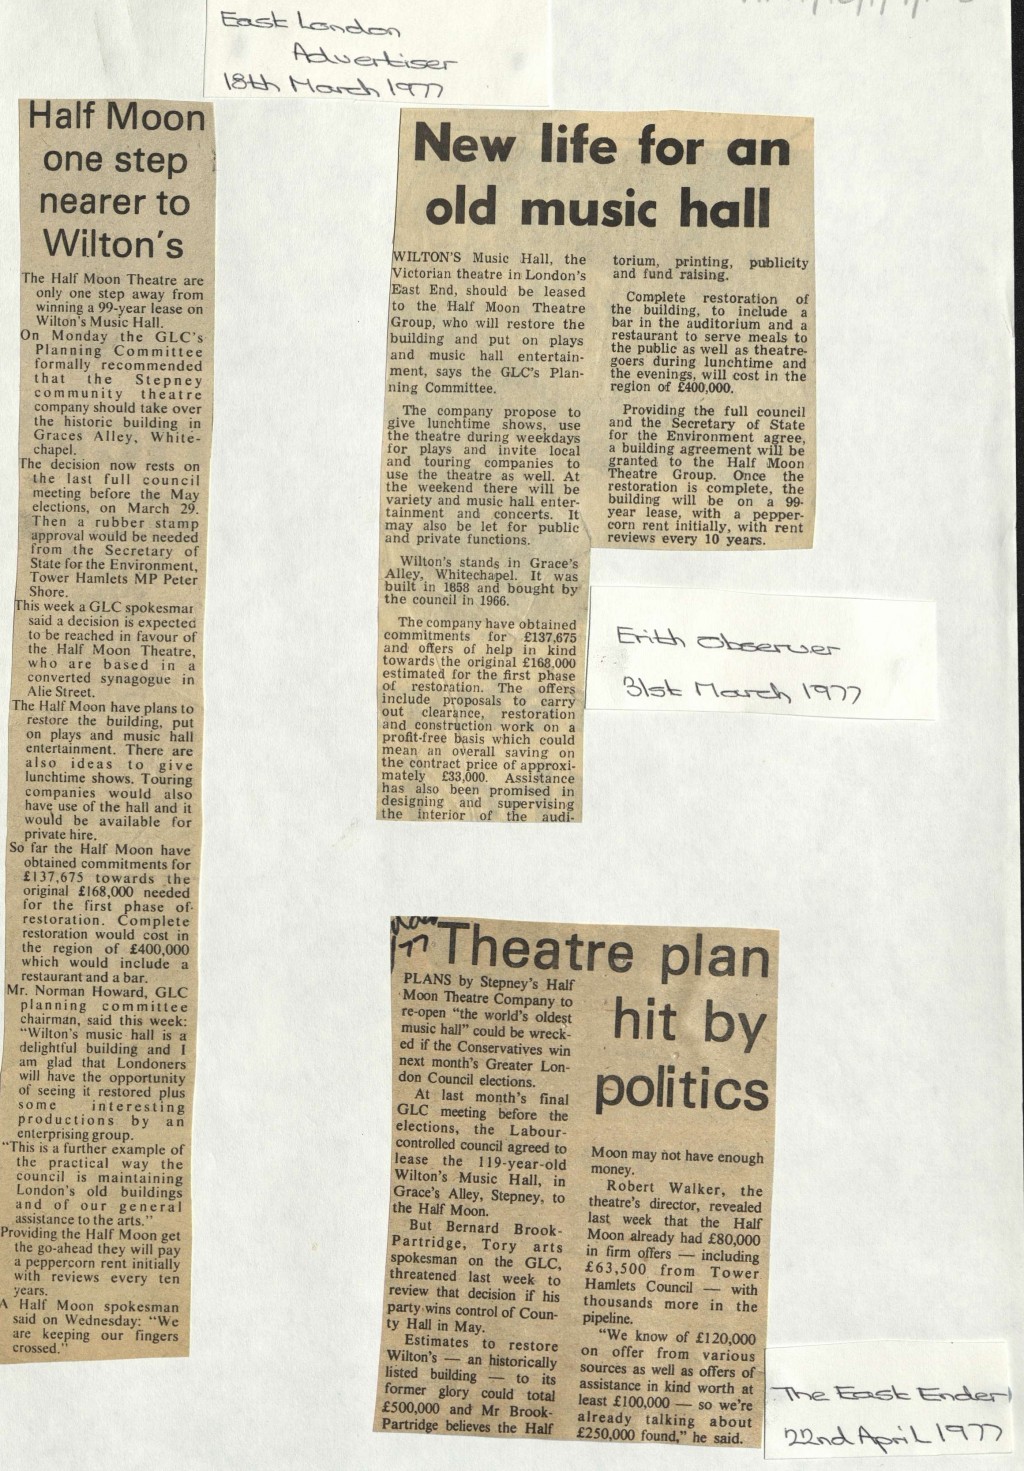 East London
Advertiser
18th March 1977
Half Moon
one step
nearer to
Wilton's
The Half Moon Theatre are
only one step away from
winning a 99-year lease on
Wilton's Music Hall.
On Monday the GLC's
Planning Committee
formally recommended
that the Stepney
community theatre
company should take over
the historic building in
Graces Alley, White-
chapel.
The decision now rests on
the last full council
meeting before the May
elections, on March 29.
Then a rubber stamp
approval would be needed
from the Secretary of
State for the Environment,
Tower Hamlets MP Peter
Shore.
This week a GLC spokesman
said a decision is expected
to be reached in favour of
the Half Moon Theatre,
who are based in a
converted synagogue in
Alie Street.
The Half Moon have plans to
restore the building, put
on plays and music hall
entertainment. There are
also ideas to give
lunchtime shows. Touring
companies would also
have use of the hall and it
would be available for
private hire.
So far the Half Moon have
obtained commitments for
£137,675 towards the
original £168,000 needed
for the first phase of
restoration. Complete
restoration would cost in
the region of £400,000
which would include a
restaurant and a bar.
Mr. Norman Howard, GLC
planning committee
chairman, said this week:
"Wilton's music hall is a
delightful building and I
am glad that Londoners
will have the opportunity
of seeing it restored plus
some interesting
productions by an
enterprising group.
"This is a further example of
the practical way the
council is maintaining
London's old buildings
and of our general
assistance to the arts."
Providing the Half Moon get
the go-ahead they will pay
a peppercorn rent initially
with reviews every ten
years.
A Half Moon spokesman
said on Wednesday: "We
are keeping our fingers
crossed."
New life for an
old music hall
WILTON'S Music Hall, the
Victorian theatre in London's
East End, should be leased
to the Half Moon Theatre
Group, who will restore the
building and put on plays
and music hall entertain-
ment, says the GLC's Plan-
ning Committee.
The company propose to
give lunchtime shows, use
the theatre during weekdays
for plays and invite local
and touring companies to
use the theatre as well. At
the weekend there will be
variety and music hall enter-
tainment and concerts. It
may also be let for public
and private functions.
Wilton's stands in Grace's
Alley, Whitechapel. It was
built in 1858 and bought by
the council in 1966.
The company have obtained
commitments for £137,675
and offers of help in kind
towards the original £168,000
estimated for the first phase
of restoration. The offers
include proposals to carry
out clearance, restoration
and construction work on a
profit-free basis which could
mean an overall saving on
the contract price of approxi-
mately £33,000. Assistance
has also been promised in
designing and supervising
the interior of the audi-
torium, printing, publicity
and fund raising.
Complete restoration of
the building, to include a
bar in the auditorium and a
restaurant to serve meals to
the public as well as theatre-
goers during lunchtime and
the evenings, will cost in the
region of £400,000.
Providing the full council
and the Secretary of State
for the Environment agree,
a building agreement will be
granted to the Half Moon
Theatre Group. Once the
restoration is complete, the
building will be on a 99-
year lease, with a pepper-
corn rent initially, with rent
reviews every 10 years.
Erith Observer
31st March 1977
Theatre plan
hit by
politics
PLANS by Stepney's Half
Moon Theatre Company to
re-open "the world's oldest
music hall" could be wreck-
ed if the Conservatives win
next month's Greater Lon-
don Council elections.
At last month's final
GLC meeting before the
elections, the Labour-
controlled council agreed to
lease the 119-year-old
Wilton's Music Hall, in
Grace's Alley, Stepney, to
the Half Moon.
But Bernard Brook-
Partridge, Tory arts
spokesman on the GLC,
threatened last week to
review that decision if his
party wins control of Coun-
ty Hall in May.
Estimates to restore
Wilton's — an historically
listed building — to its
former glory could total
£500,000 and Mr Brook-
Partridge believes the Half
Moon may not have enough
money.
Robert Walker, the
theatre's director, revealed
last week that the Half
Moon already had £80,000
in firm offers — including
£63,500 from Tower
Hamlets Council — with
thousands more in the
pipeline.
"We know of £120,000
on offer from various
sources as well as offers of
assistance in kind worth at
least £100,000 — so we're
already talking about
£250,000 found," he said.
The East Ender
22nd April 1977